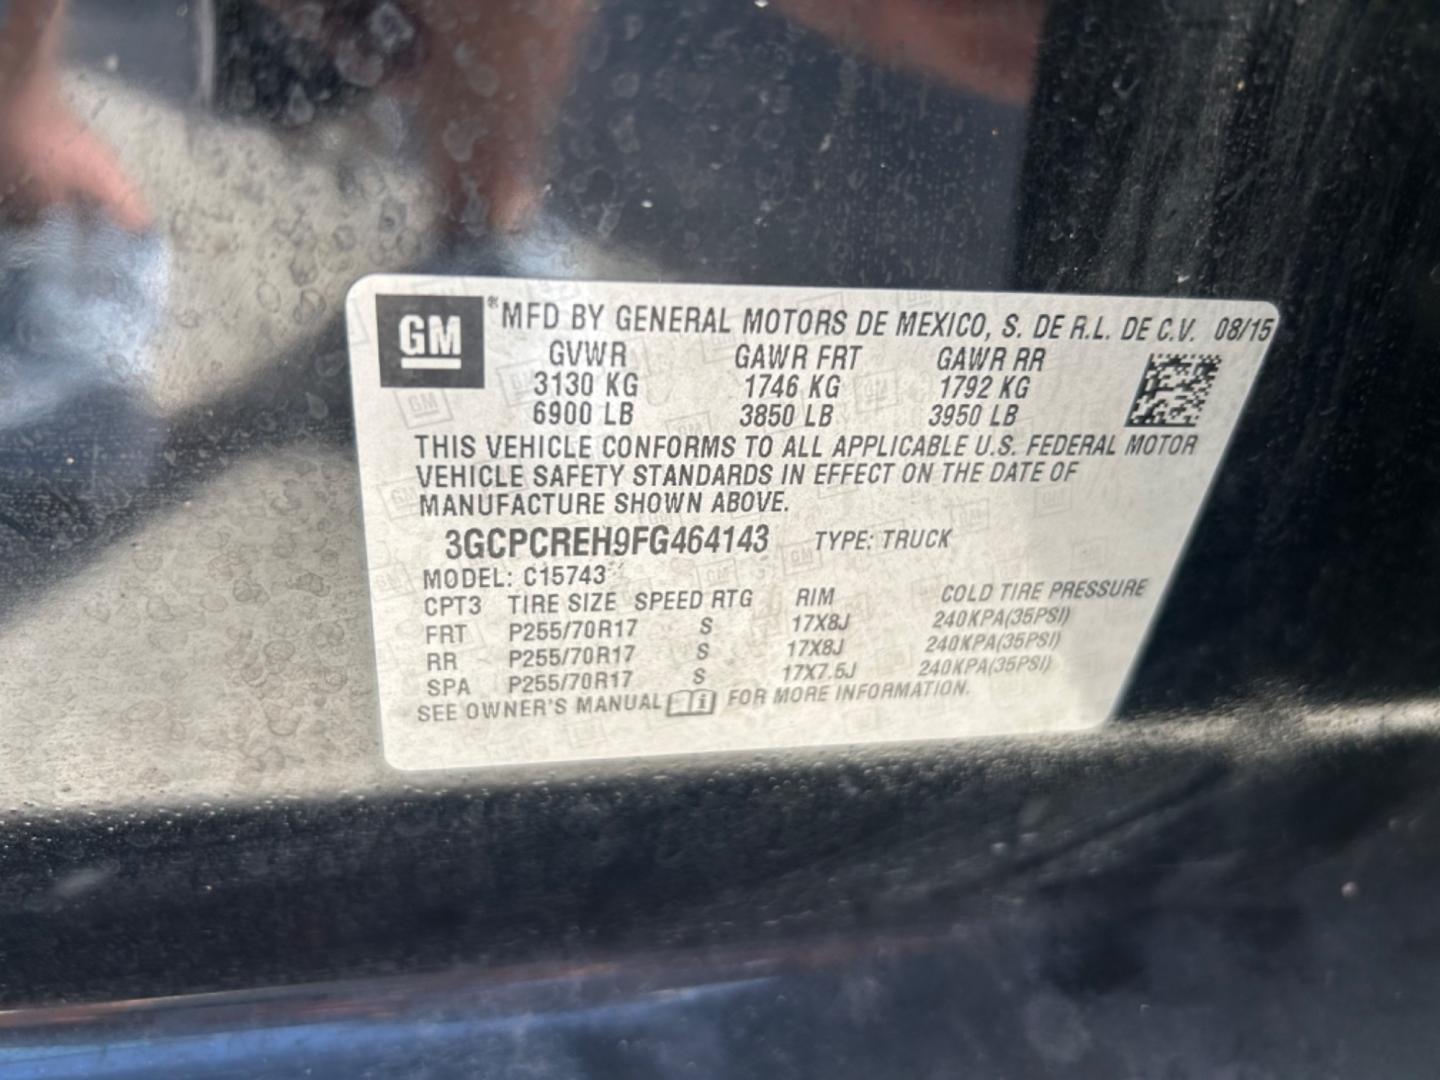 GM
® MFD BY GENERAL MOTORS DE MEXICO, S. DE R.L. DE C.V. 08/15
GVWR GAWR FRT GAWR RR
3130 KG 1746 KG 1792 KG
6900 LB 3850 LB 3950 LB
THIS VEHICLE CONFORMS TO ALL APPLICABLE U.S. FEDERAL MOTOR
VEHICLE SAFETY STANDARDS IN EFFECT ON THE DATE OF
MANUFACTURE SHOWN ABOVE.
3GCPCREH9FG464143 TYPE: TRUCK
MODEL: C15743
CPT3 TIRE SIZE SPEED RTG RIM COLD TIRE PRESSURE
FRT P255/70R17 S 17X8J 240KPA(35PSI)
RR P255/70R17 S 17X8J 240KPA(35PSI)
SPA P255/70R17 S 17X7.5J 240KPA(35PSI)
SEE OWNER'S MANUAL i FOR MORE INFORMATION.